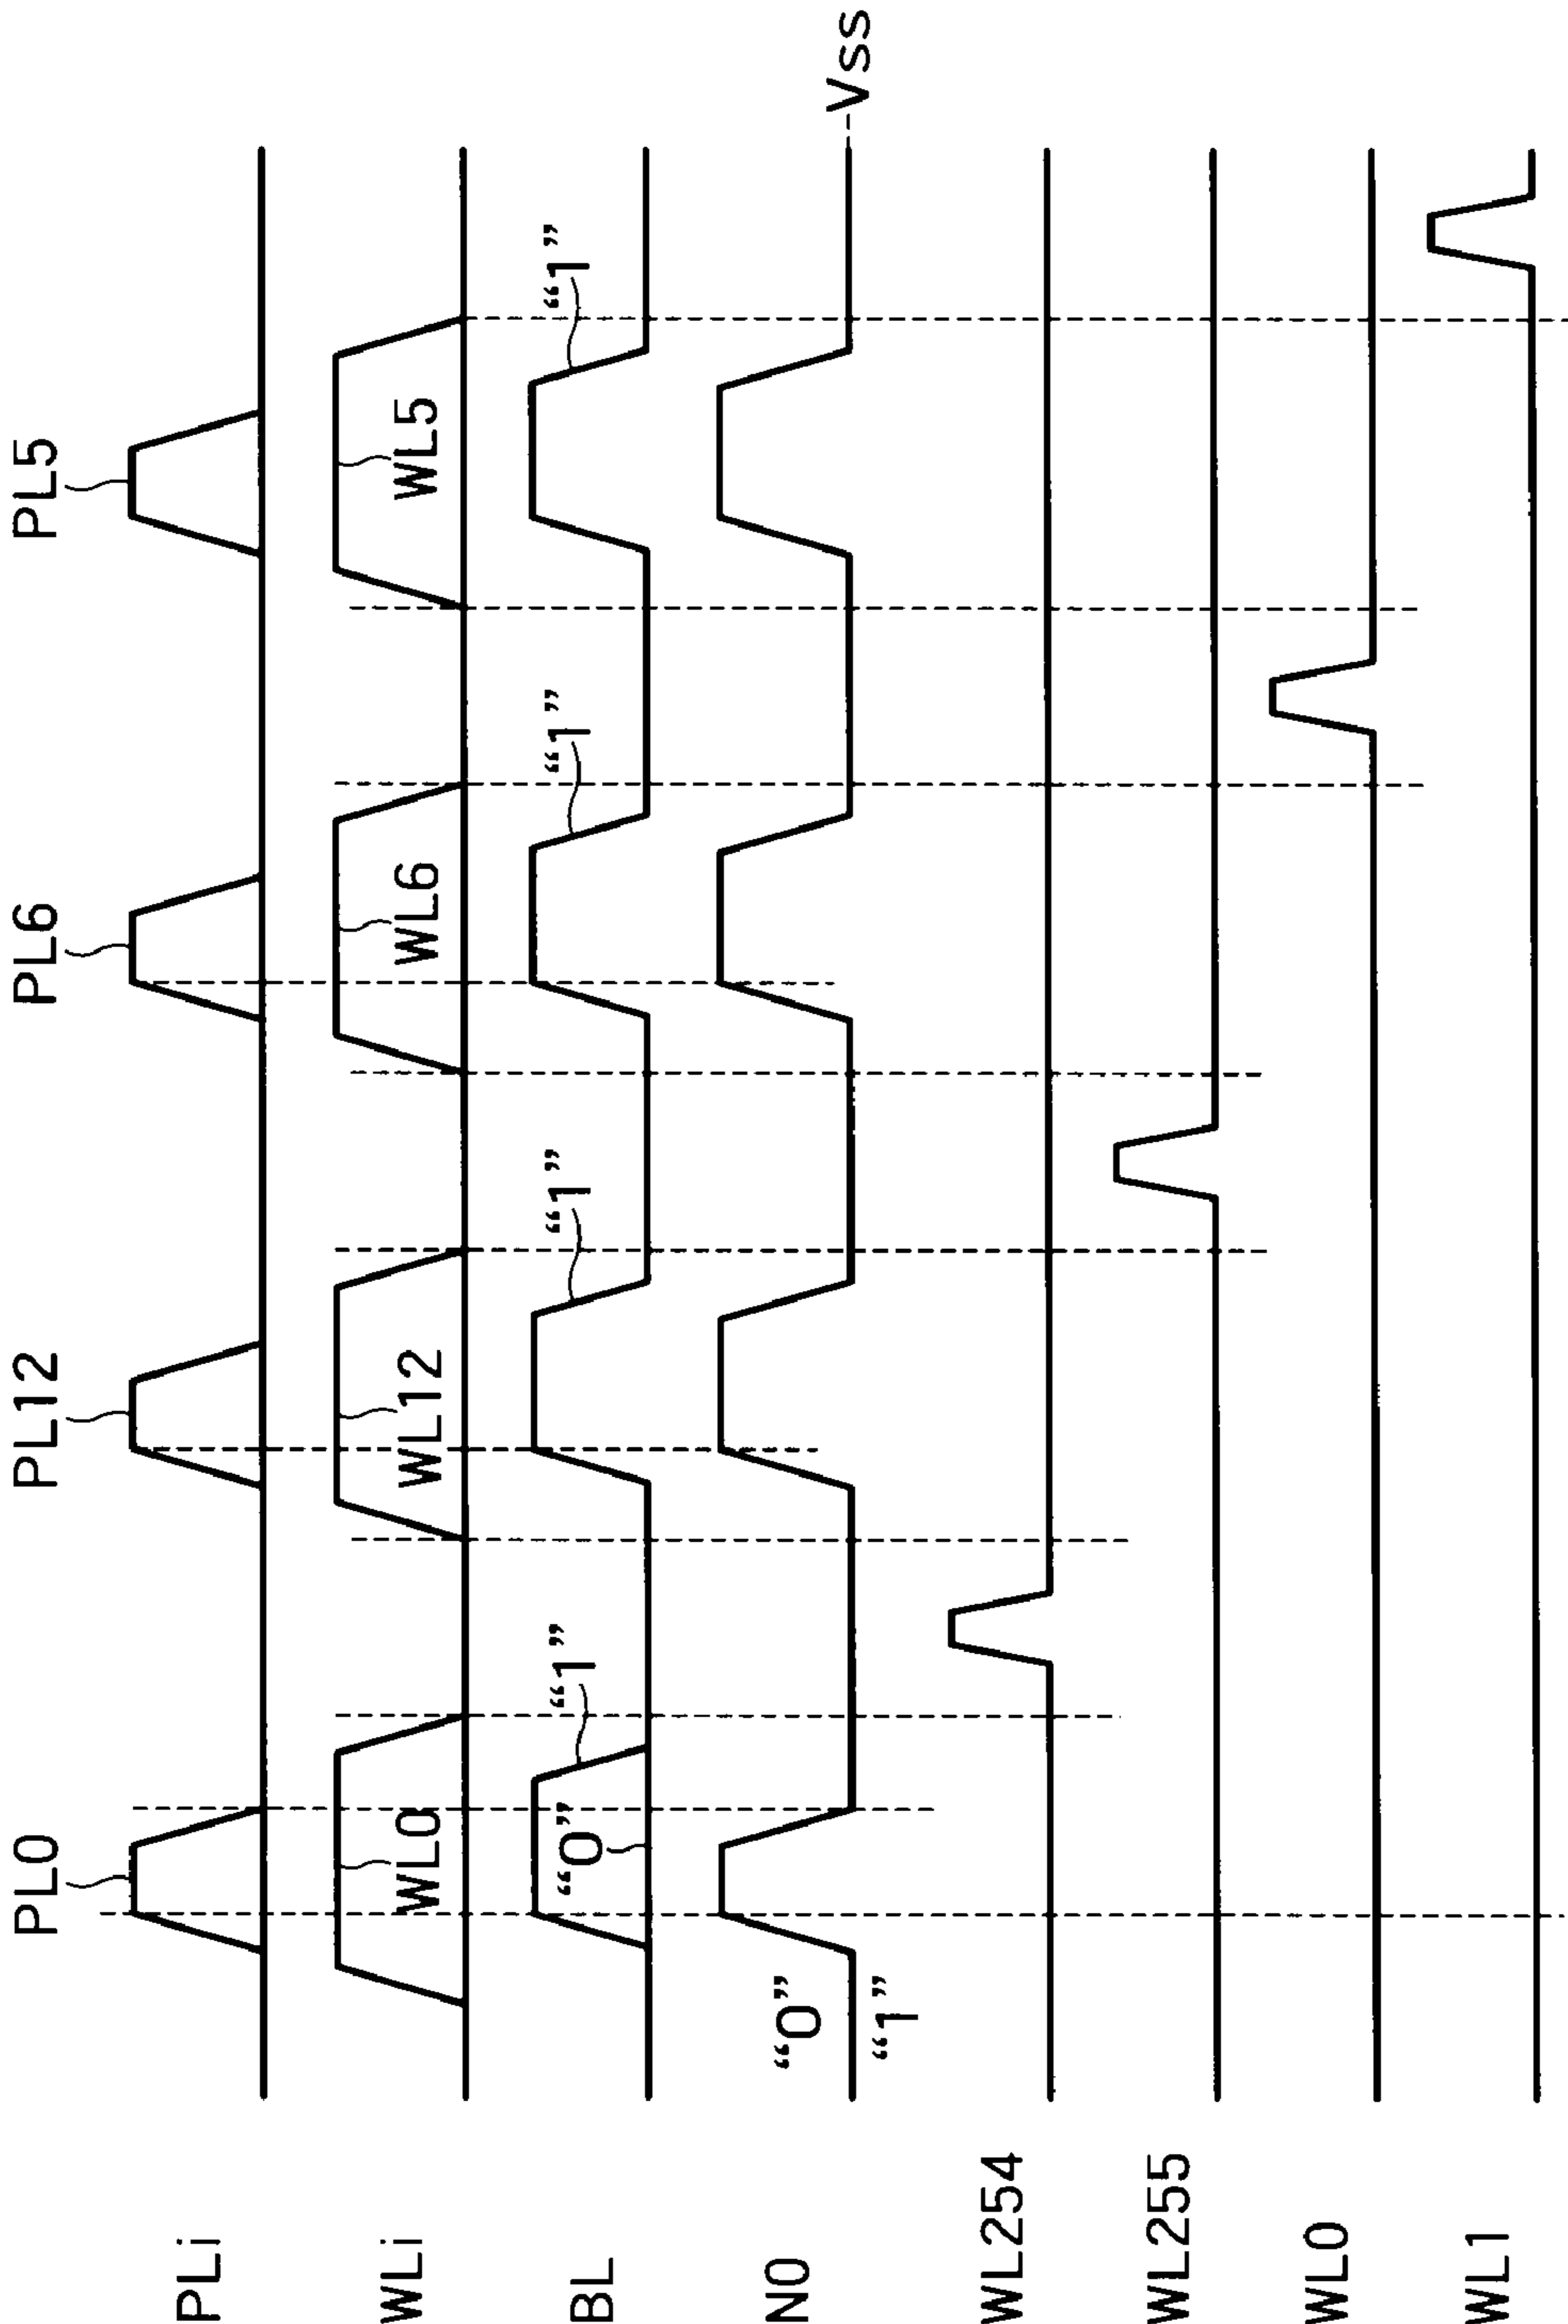 PL0 PL12 PL6 PL5
PLi
WLi WL0 WL12 WL6 WL5
BL “0” “1” “1” “1” “1”
N0 “0” “1” Vss
WL254
WL255
WL0
WL1